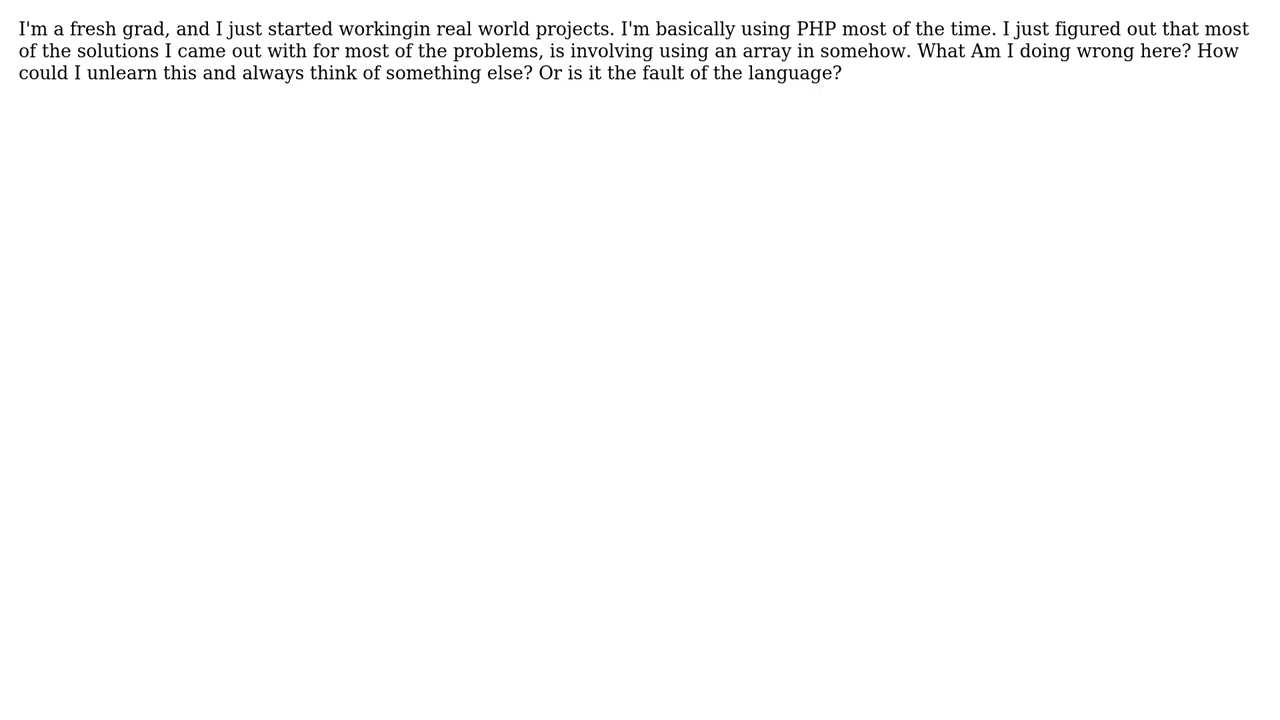 I'm a fresh grad, and I just started workingin real world projects. I'm basically using PHP most of the time. I just figured out that most
of the solutions I came out with for most of the problems, is involving using an array in somehow. What Am I doing wrong here? How
could I unlearn this and always think of something else? Or is it the fault of the language?